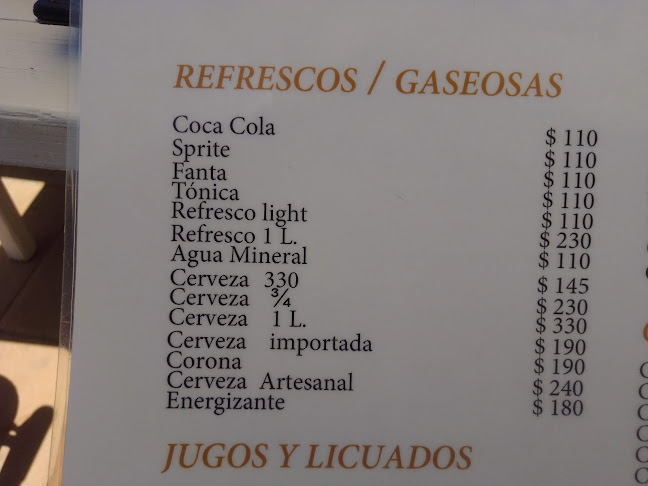 REFRESCOS / GASEOSAS
Coca Cola $ 110
Sprite $ 110
Fanta $ 110
Tónica $ 110
Refresco light $ 110
Refresco 1 L. $ 230
Agua Mineral $ 110
Cerveza 330 $ 145
Cerveza ¾ $ 230
Cerveza 1 L. $ 330
Cerveza importada $ 190
Corona $ 190
Cerveza Artesanal $ 240
Energizante $ 180
JUGOS Y LICUADOS